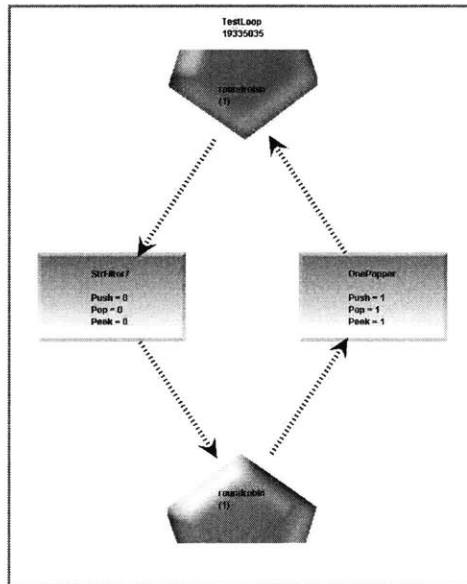 TestLoop
19335035
roundrobin
(1)
StrFilter7
Push = 0
Pop = 0
Peek = 0
OnePopper
Push = 1
Pop = 1
Peek = 1
roundrobin
(1)